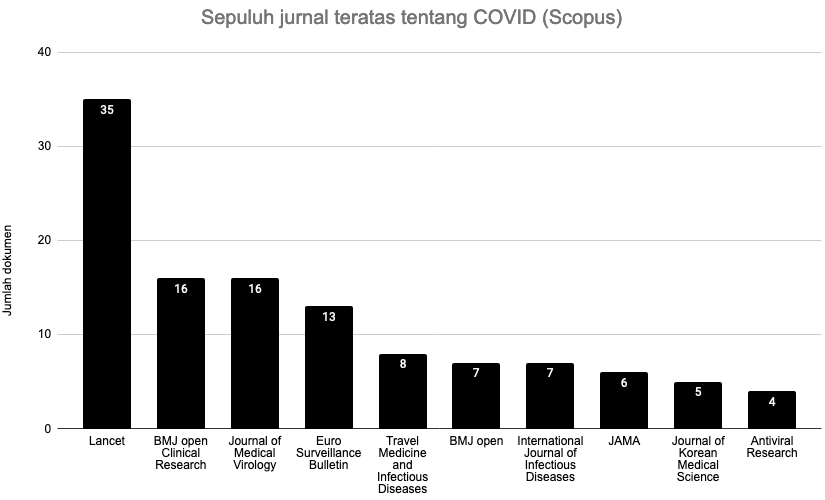 Sepuluh jurnal teratas tentang COVID (Scopus)
Jumlah dokumen
40
30
20
10
0
35
16
16
13
8
7
7
6
5
4
Lancet
BMJ open
Clinical
Research
Journal of
Medical
Virology
Euro
Surveillance
Bulletin
Travel
Medicine
and
Infectious
Diseases
BMJ open
International
Journal of
Infectious
Diseases
JAMA
Journal of
Korean
Medical
Science
Antiviral
Research